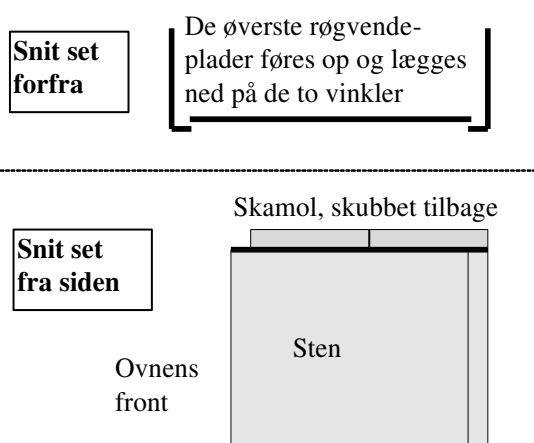 Snit set
forfra
De øverste røgvende-
plader føres op og lægges
ned på de to vinkler
Skamol, skubbet tilbage
Snit set
fra siden
Sten
Ovnens
front